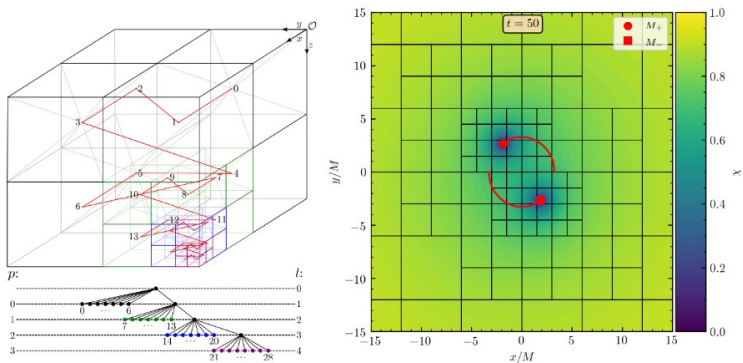 y 𝒪
x
z
0
2
1
3
5
9
4
7
10
8
6
12
11
13
p:
l:
0
0 1
0 ... 6
1 2
7 ... 13
2 3
14 ... 20
3 4
21 ... 28
t = 50
M₊
M₋
15
10
5
0
−5
−10
−15
y/M
−15 −10 −5 0 5 10 15
x/M
1.0
0.8
0.6
0.4
0.2
0.0
χ